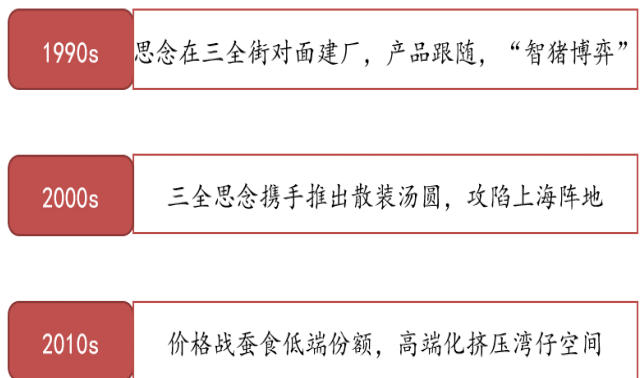 1990s
思念在三全街对面建厂，产品跟随，“智猪博弈”
2000s
三全思念携手推出散装汤圆，攻陷上海阵地
2010s
价格战蚕食低端份额，高端化挤压湾仔空间